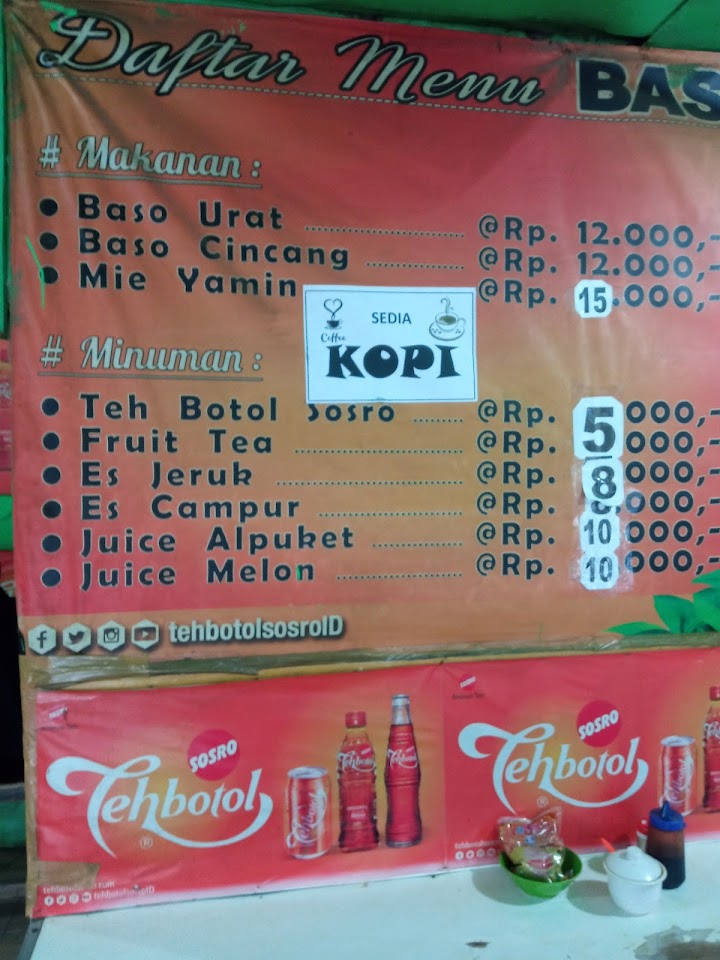 Daftar Menu BAS
# Makanan :
• Baso Urat ........................ @Rp. 12.000,-
• Baso Cincang ............... @Rp. 12.000,-
• Mie Yamin @Rp. 15.000,-
SEDIA
Coffee
KOPI
# Minuman :
• Teh Botol Sosro ........ @Rp. 5 000,-
• Fruit Tea ......................... @Rp. 000,-
• Es Jeruk ............................ @Rp. 8 000,-
• Es Campur ...................... @Rp. .000,-
• Juice Alpuket .............. @Rp. 10 000,-
• Juice Melon ................... @Rp. 10 000,-
tehbotolsosroID
SOSRO
Tehbotol
SOSRO
Tehbotol
tehbotolsosroID